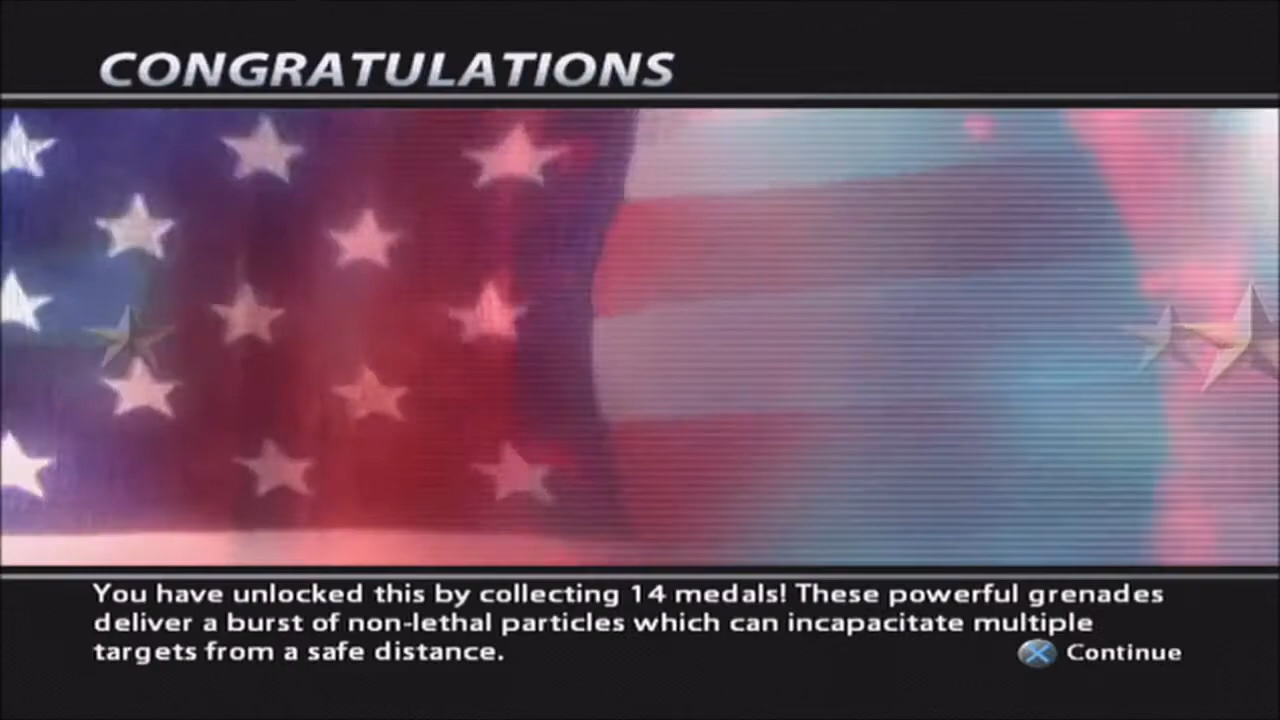 CONGRATULATIONS
You have unlocked this by collecting 14 medals! These powerful grenades
deliver a burst of non-lethal particles which can incapacitate multiple
targets from a safe distance.
Continue